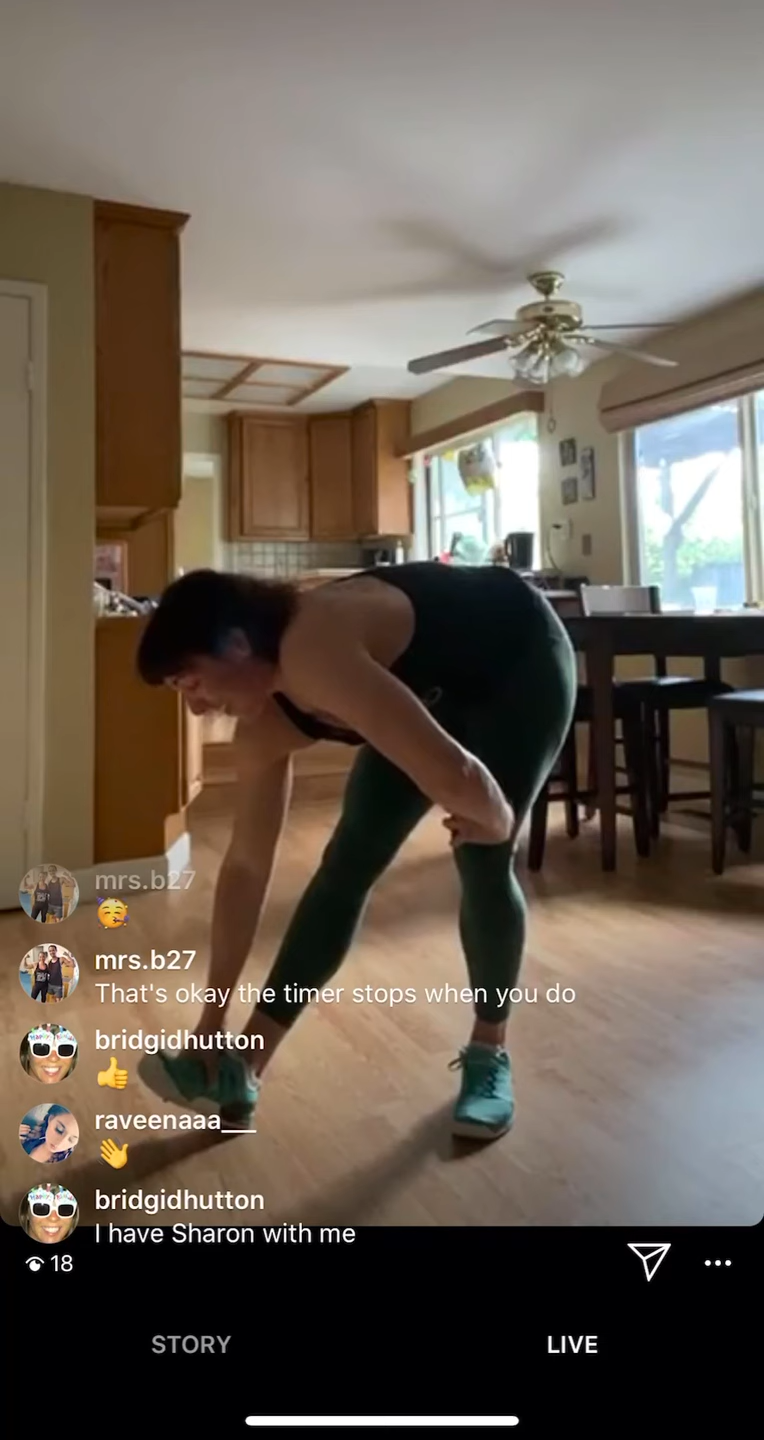 mrs.b27
🥳
mrs.b27
That's okay the timer stops when you do
bridgidhutton
👍
raveenaaa__
👋
bridgidhutton
I have Sharon with me
18
STORY
LIVE